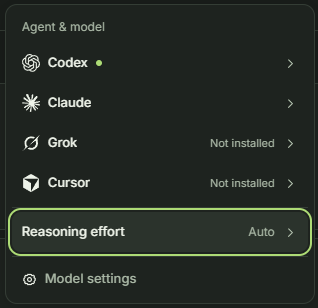 Agent & model
Codex
Claude
Grok Not installed
Cursor Not installed
Reasoning effort Auto
Model settings